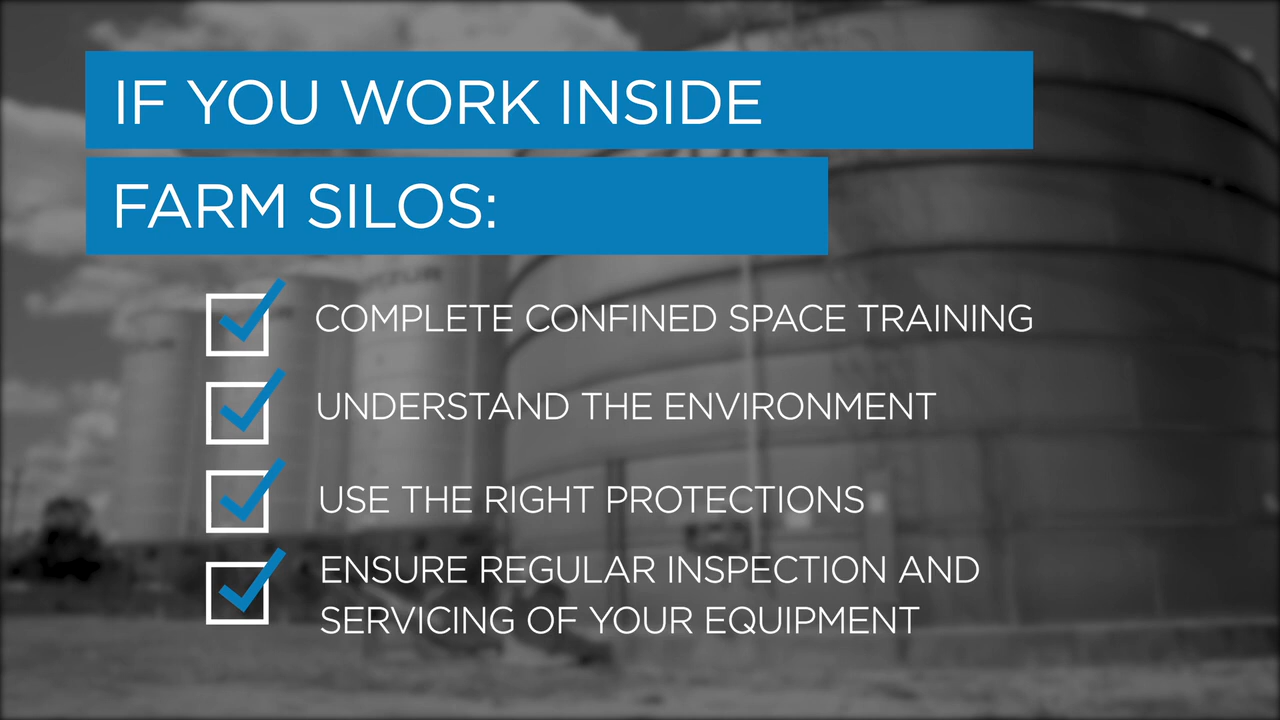 IF YOU WORK INSIDE
FARM SILOS:
COMPLETE CONFINED SPACE TRAINING
UNDERSTAND THE ENVIRONMENT
USE THE RIGHT PROTECTIONS
ENSURE REGULAR INSPECTION AND
SERVICING OF YOUR EQUIPMENT